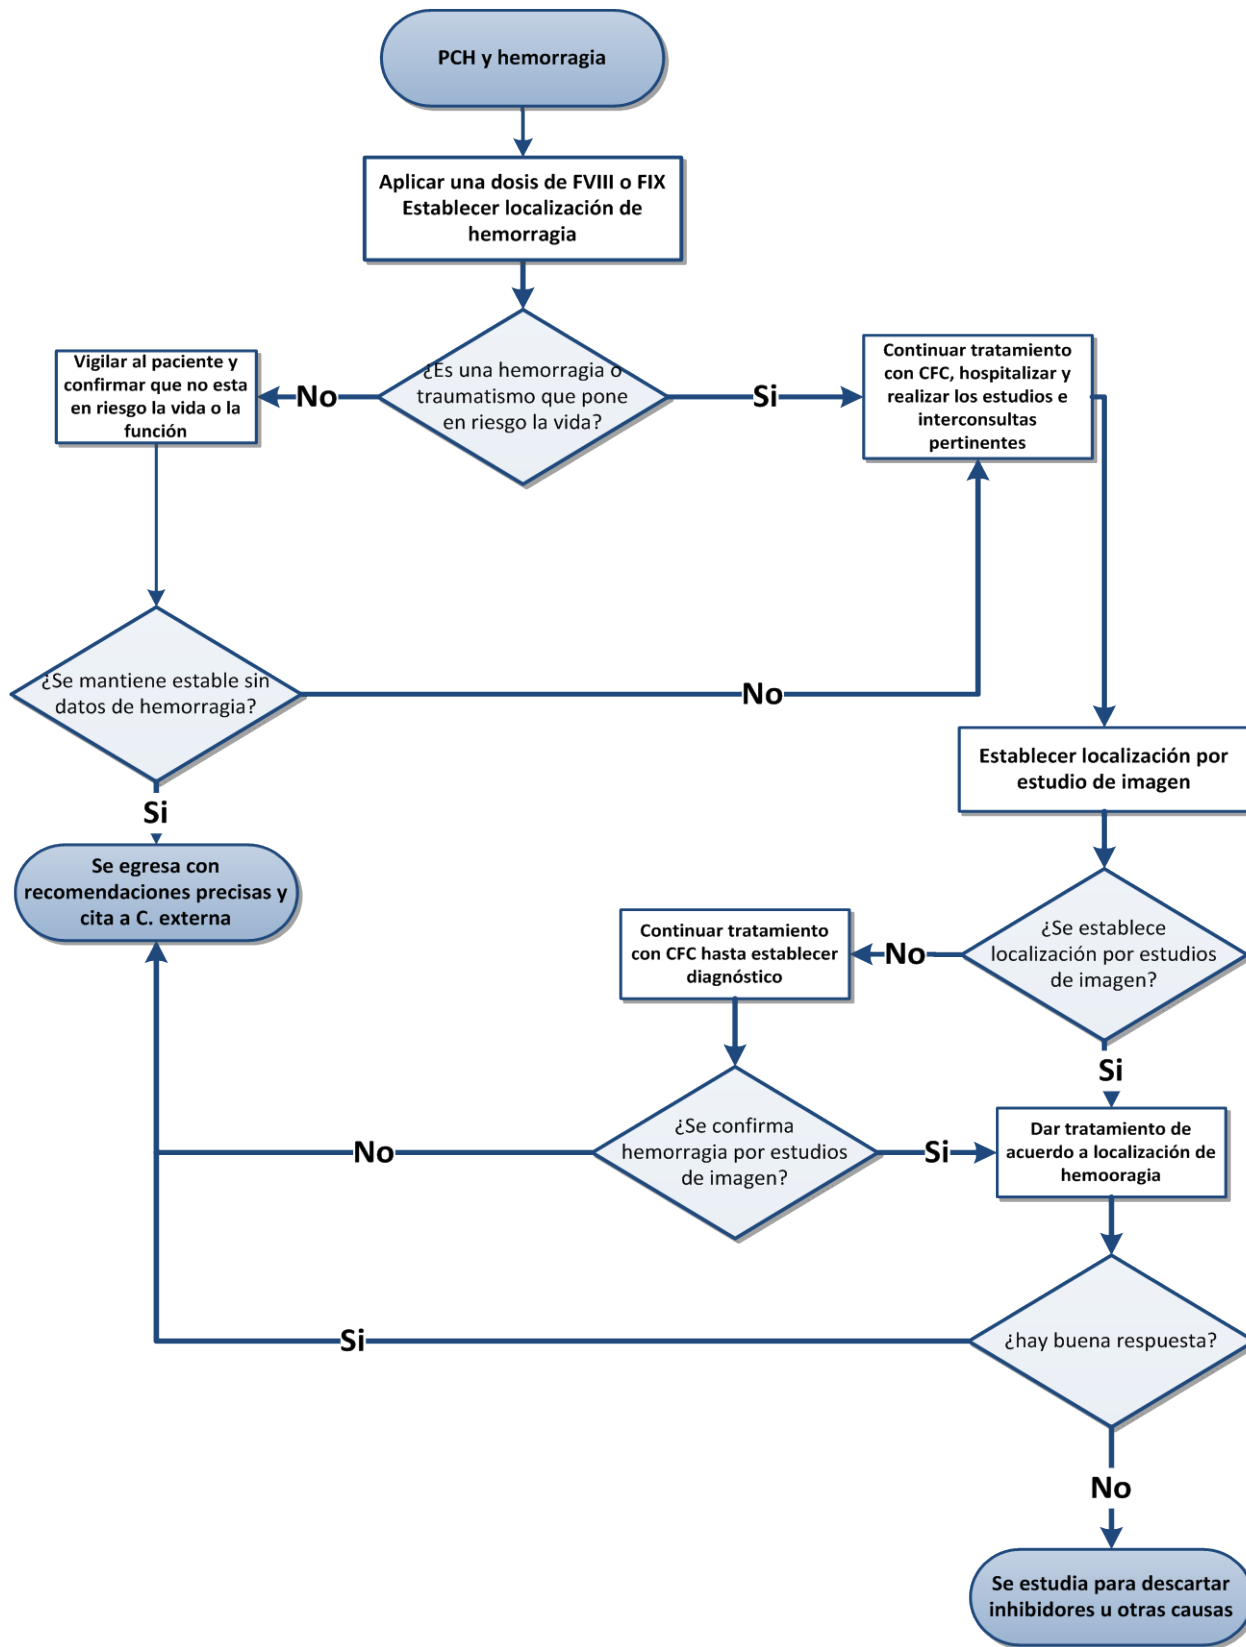 PCH y hemorragia
Aplicar una dosis de FVIII o FIX
Establecer localización de
hemorragia
¿Es una hemorragia o
traumatismo que pone
en riesgo la vida?
No
Si
Vigilar al paciente y
confirmar que no esta
en riesgo la vida o la
función
Continuar tratamiento
con CFC, hospitalizar y
realizar los estudios e
interconsultas
pertinentes
¿Se mantiene estable sin
datos de hemorragia?
No
Si
Establecer localización por
estudio de imagen
Se egresa con
recomendaciones precisas y
cita a C. externa
¿Se establece
localización por estudios
de imagen?
No
Si
Continuar tratamiento
con CFC hasta establecer
diagnóstico
¿Se confirma
hemorragia por estudios
de imagen?
No
Si
Dar tratamiento de
acuerdo a localización de
hemooragia
¿hay buena respuesta?
Si
No
Se estudia para descartar
inhibidores u otras causas